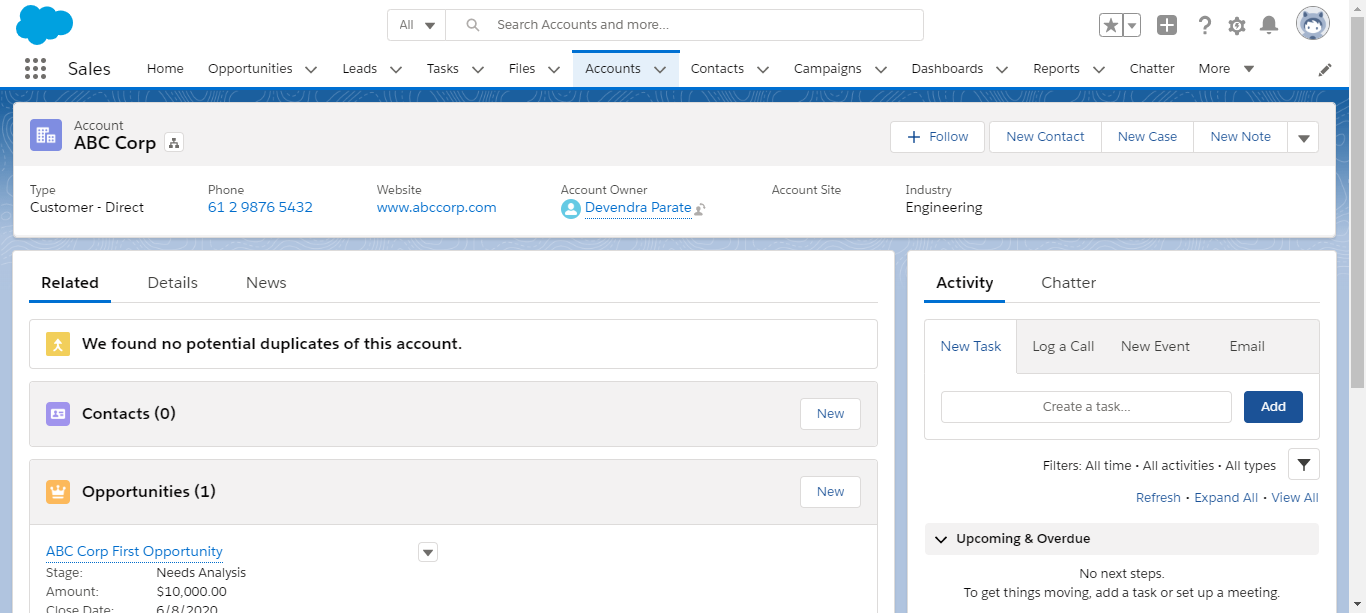 All
Search Accounts and more...
Sales
Home
Opportunities
Leads
Tasks
Files
Accounts
Contacts
Campaigns
Dashboards
Reports
Chatter
More
Account
ABC Corp
Follow
New Contact
New Case
New Note
Type
Customer - Direct
Phone
61 2 9876 5432
Website
www.abccorp.com
Account Owner
Devendra Parate
Account Site
Industry
Engineering
Related
Details
News
We found no potential duplicates of this account.
Contacts (0)
New
Opportunities (1)
New
ABC Corp First Opportunity
Stage: Needs Analysis
Amount: $10,000.00
Close Date: 6/8/2020
Activity
Chatter
New Task
Log a Call
New Event
Email
Create a task...
Add
Filters: All time • All activities • All types
Refresh • Expand All • View All
Upcoming & Overdue
No next steps.
To get things moving, add a task or set up a meeting.